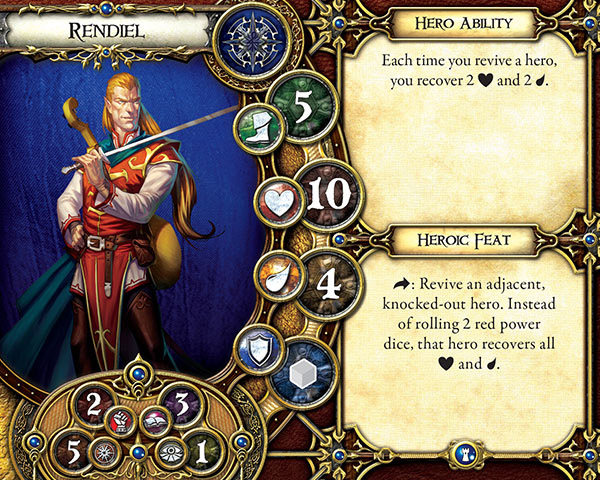 RENDIEL
5
10
4
2
3
5
1
HERO ABILITY
Each time you revive a hero,
you recover 2 and 2 .
HEROIC FEAT
: Revive an adjacent,
knocked-out hero. Instead
of rolling 2 red power
dice, that hero recovers all
and .